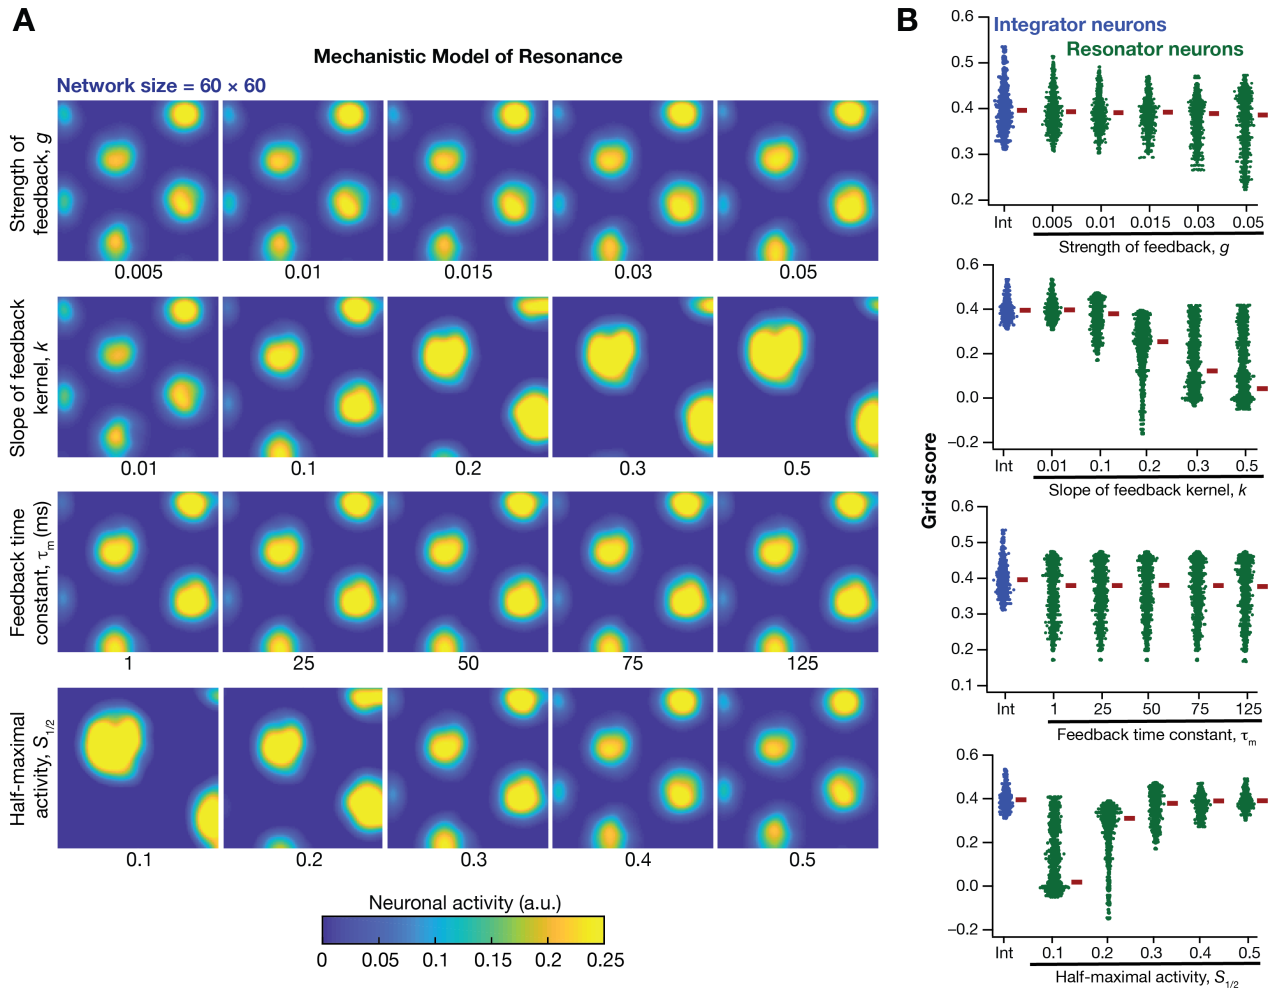 A
Mechanistic Model of Resonance
Network size = 60 × 60
Strength of
feedback, g
0.005 0.01 0.015 0.03 0.05
Slope of feedback
kernel, k
0.01 0.1 0.2 0.3 0.5
Feedback time
constant, τm (ms)
1 25 50 75 125
Half-maximal
activity, S1/2
0.1 0.2 0.3 0.4 0.5
Neuronal activity (a.u.)
0 0.05 0.1 0.15 0.2 0.25
B
Integrator neurons
Resonator neurons
Grid score
0.6
0.5
0.4
0.3
0.2
Int 0.005 0.01 0.015 0.03 0.05
Strength of feedback, g
0.6
0.4
0.2
0.0
−0.2
Int 0.01 0.1 0.2 0.3 0.5
Slope of feedback kernel, k
0.6
0.5
0.4
0.3
0.2
0.1
Int 1 25 50 75 125
Feedback time constant, τm
0.6
0.4
0.2
0.0
−0.2
Int 0.1 0.2 0.3 0.4 0.5
Half-maximal activity, S1/2